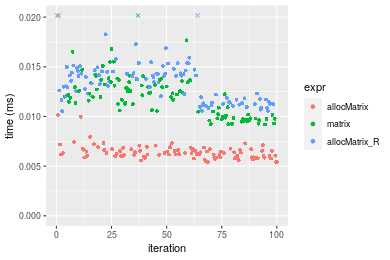 0.020
0.015
0.010
0.005
0.000
time (ms)
0
25
50
75
100
iteration
expr
allocMatrix
matrix
allocMatrix_R